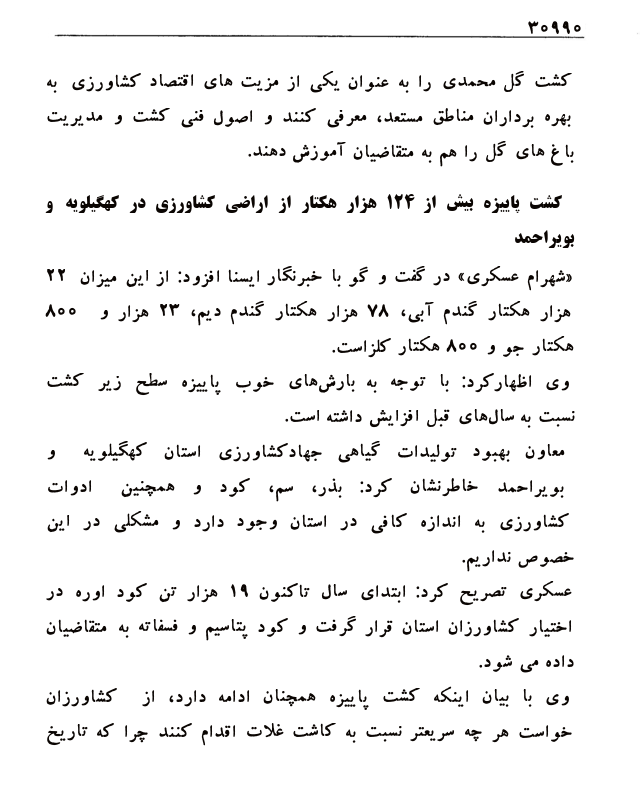 ۳۰۹۹۰
کشت گل محمدی را به عنوان یکی از مزیت های اقتصاد کشاورزی به
بهره برداران مناطق مستعد، معرفی کنند و اصول فنی کشت و مدیریت
باغ های گل را هم به متقاضیان آموزش دهند.
کشت پاییزه بیش از ۱۲۴ هزار هکتار از اراضی کشاورزی در کهگیلویه و
بویراحمد
«شهرام عسکری» در گفت و گو با خبرنگار ایسنا افزود: از این میزان ۲۲
هزار هکتار گندم آبی، ۷۸ هزار هکتار گندم دیم، ۲۳ هزار و ۸۰۰
هکتار جو و ۸۰۰ هکتار کلزاست.
وی اظهارکرد: با توجه به بارش‌های خوب پاییزه سطح زیر کشت
نسبت به سال‌های قبل افزایش داشته است.
معاون بهبود تولیدات گیاهی جهادکشاورزی استان کهگیلویه و
بویراحمد خاطرنشان کرد: بذر، سم، کود و همچنین ادوات
کشاورزی به اندازه کافی در استان وجود دارد و مشکلی در این
خصوص نداریم.
عسکری تصریح کرد: ابتدای سال تاکنون ۱۹ هزار تن کود اوره در
اختیار کشاورزان استان قرار گرفت و کود پتاسیم و فسفاته به متقاضیان
داده می شود.
وی با بیان اینکه کشت پاییزه همچنان ادامه دارد، از کشاورزان
خواست هر چه سریعتر نسبت به کاشت غلات اقدام کنند چرا که تاریخ